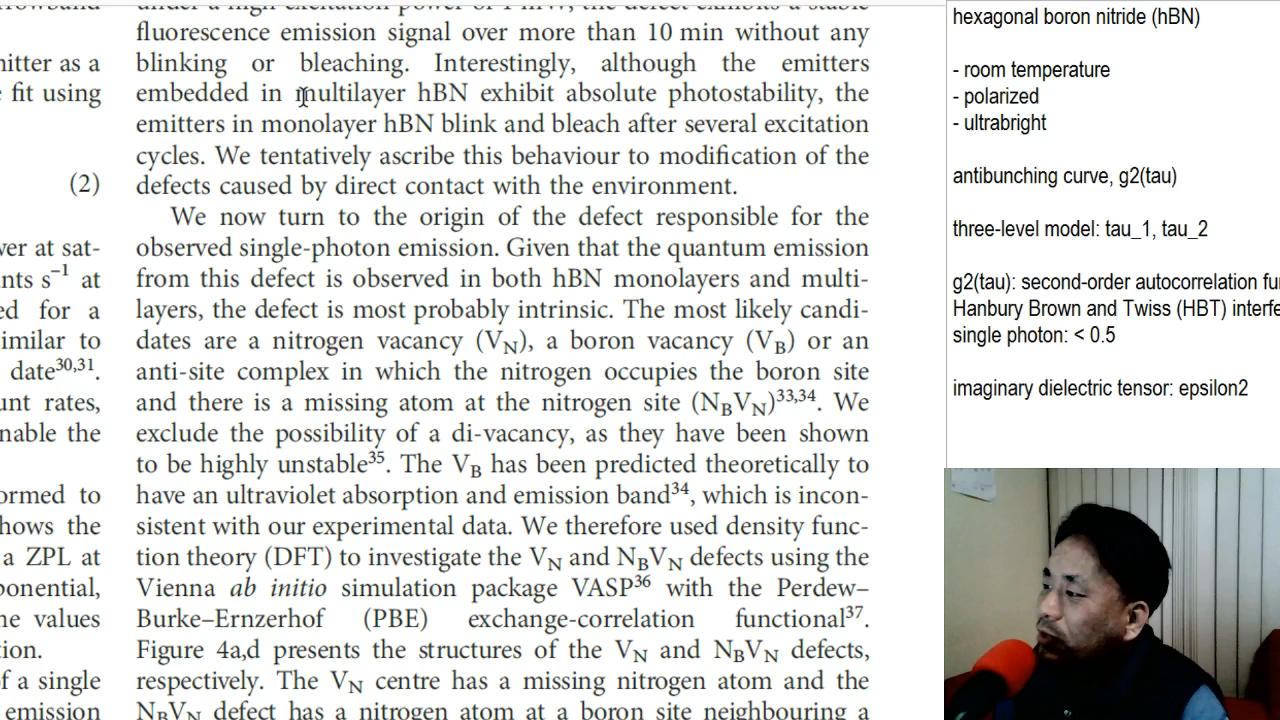 under a high excitation power of 1 mW, the defect exhibits a stable
fluorescence emission signal over more than 10 min without any
blinking or bleaching. Interestingly, although the emitters
embedded in multilayer hBN exhibit absolute photostability, the
emitters in monolayer hBN blink and bleach after several excitation
cycles. We tentatively ascribe this behaviour to modification of the
defects caused by direct contact with the environment.
We now turn to the origin of the defect responsible for the
observed single-photon emission. Given that the quantum emission
from this defect is observed in both hBN monolayers and multi-
layers, the defect is most probably intrinsic. The most likely candi-
dates are a nitrogen vacancy (VN), a boron vacancy (VB) or an
anti-site complex in which the nitrogen occupies the boron site
and there is a missing atom at the nitrogen site (NBVN)33,34. We
exclude the possibility of a di-vacancy, as they have been shown
to be highly unstable35. The VB has been predicted theoretically to
have an ultraviolet absorption and emission band34, which is incon-
sistent with our experimental data. We therefore used density func-
tion theory (DFT) to investigate the VN and NBVN defects using the
Vienna ab initio simulation package VASP36 with the Perdew–
Burke–Ernzerhof (PBE) exchange-correlation functional37.
Figure 4a,d presents the structures of the VN and NBVN defects,
respectively. The VN centre has a missing nitrogen atom and the
NBVN defect has a nitrogen atom at a boron site neighbouring a
itter as a
fit using
(2)
er at sat-
nts s−1 at
ed for a
imilar to
date30,31.
unt rates,
nable the
ormed to
hows the
a ZPL at
ponential,
he values
tion.
f a single
emission
hexagonal boron nitride (hBN)
- room temperature
- polarized
- ultrabright
antibunching curve, g2(tau)
three-level model: tau_1, tau_2
g2(tau): second-order autocorrelation fu
Hanbury Brown and Twiss (HBT) interfe
single photon: < 0.5
imaginary dielectric tensor: epsilon2